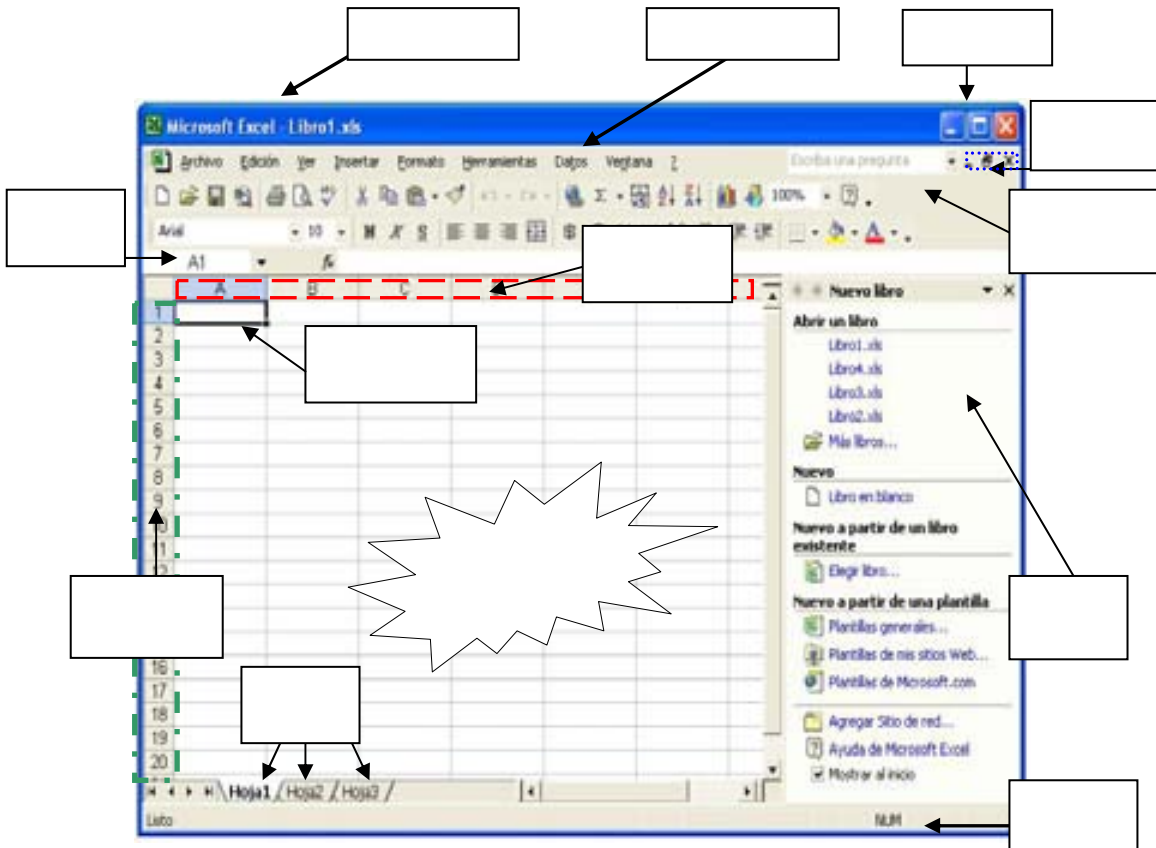 Microsoft Excel - Libro1.xls
Archivo Edición Ver Insertar Formato Herramientas Datos Ventana ? Escriba una pregunta
100%
Arial 10 N K S
A1 fx
A B C
Nuevo libro
1
Abrir un libro
2
Libro1.xls
3
Libro4.xls
4
Libro3.xls
5
Libro2.xls
6
Más libros...
7
8
Nuevo
9
Libro en blanco
10
Nuevo a partir de un libro
existente
11
12
Elegir libro...
Nuevo a partir de una plantilla
Plantillas generales...
Plantillas de mis sitios Web...
16
Plantillas de Microsoft.com
17
18
Agregar Sitio de red...
19
Ayuda de Microsoft Excel
20
Mostrar al inicio
Hoja1 Hoja2 Hoja3
Listo NUM